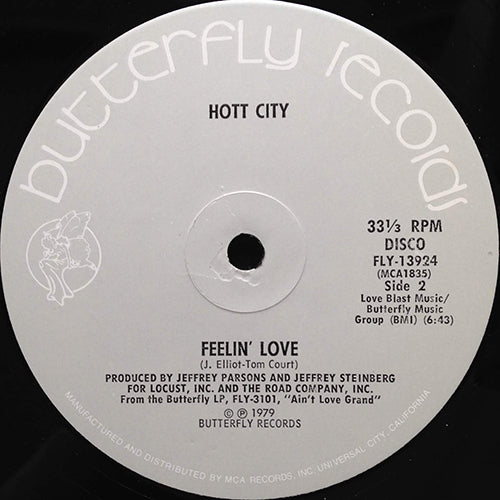 butterfly records
HOTT CITY
33⅓ RPM
DISCO
FLY-13924
(MCA1835)
Side 2
Love Blast Music/
Butterfly Music
Group (BMI) (6:43)
FEELIN' LOVE
(J. Elliot-Tom Court)
PRODUCED BY JEFFREY PARSONS AND JEFFREY STEINBERG
FOR LOCUST, INC. AND THE ROAD COMPANY, INC.
From the Butterfly LP, FLY-3101, "Ain't Love Grand"
© ℗ 1979
BUTTERFLY RECORDS
MANUFACTURED AND DISTRIBUTED BY MCA RECORDS, INC. UNIVERSAL CITY, CALIFORNIA